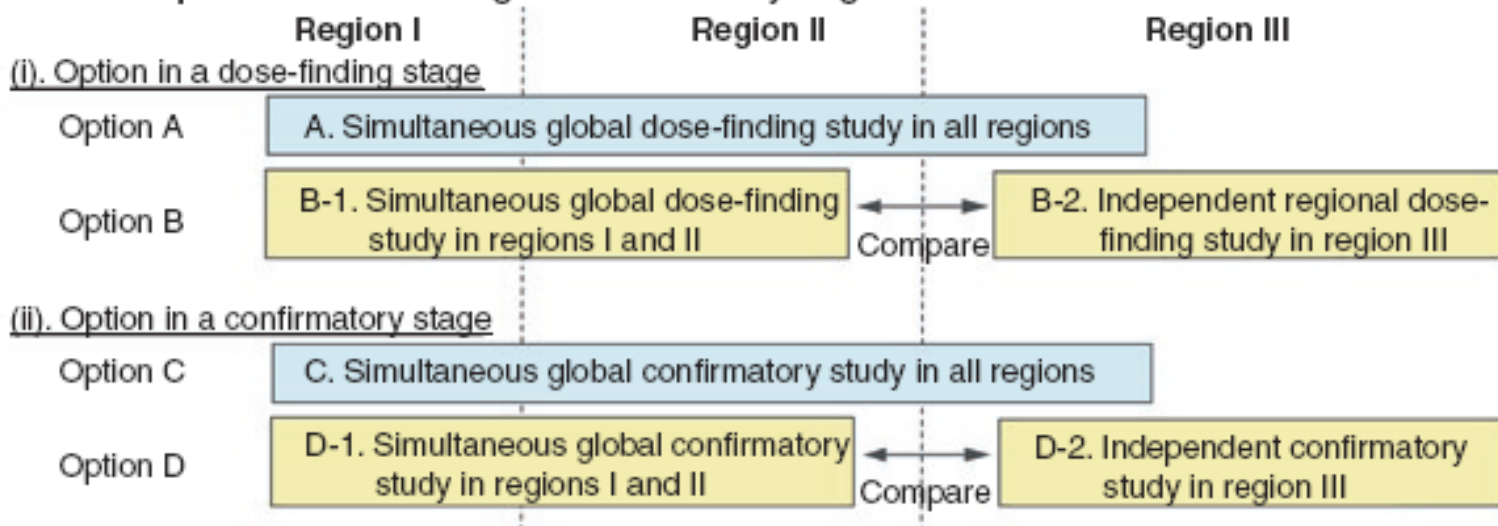 Region I Region II Region III
(i). Option in a dose-finding stage
Option A A. Simultaneous global dose-finding study in all regions
Option B B-1. Simultaneous global dose-finding
study in regions I and II
Compare
B-2. Independent regional dose-
finding study in region III
(ii). Option in a confirmatory stage
Option C C. Simultaneous global confirmatory study in all regions
Option D D-1. Simultaneous global confirmatory
study in regions I and II
Compare
D-2. Independent confirmatory
study in region III